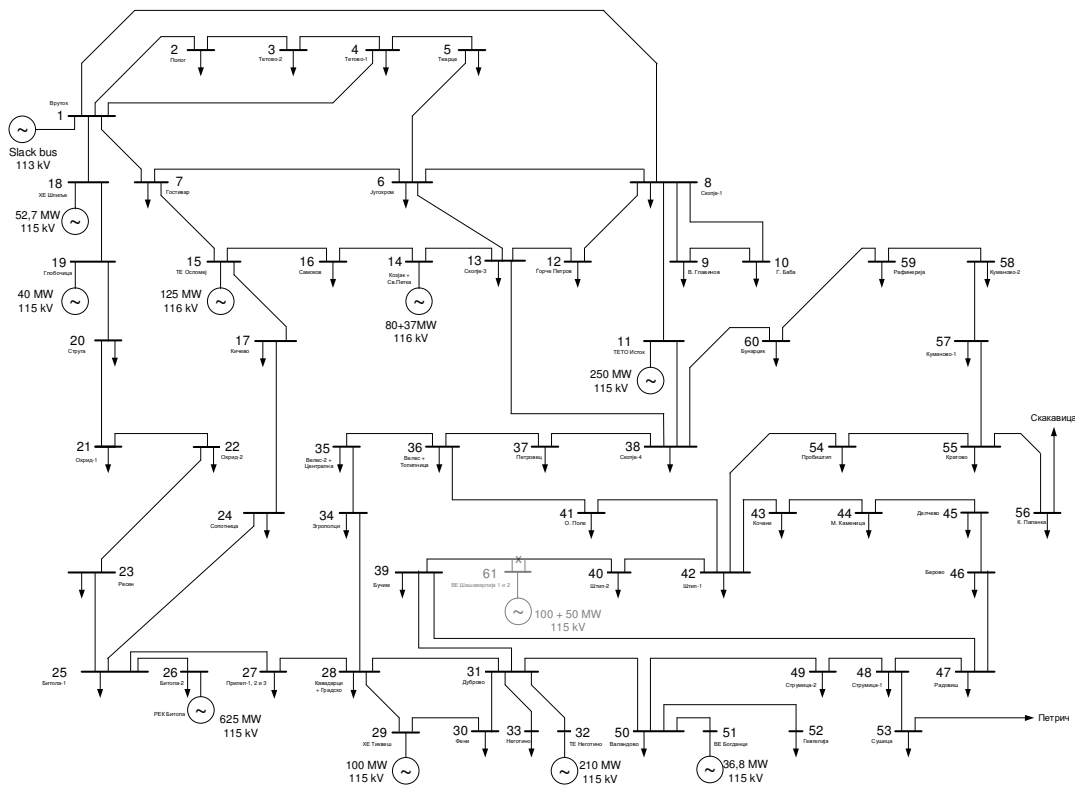 2
Полог
3
Тетово-2
4
Тетово-1
5
Теарце
Вруток
1
~
Slack bus
113 kV
18
ХЕ Шпиље
52,7 MW
115 kV
~
7
Гостивар
6
Југохром
8
Скопје-1
19
Глобочица
40 MW
115 kV
~
15
ТЕ Осломеј
125 MW
116 kV
~
16
Самоков
14
Козјак +
Св.Петка
~
80+37MW
116 kV
13
Скопје-3
12
Ѓорче Петров
9
В. Главинов
10
Г. Баба
59
Рафинерија
58
Куманово-2
20
Струга
17
Кичево
11
ТЕТО Исток
250 MW
115 kV
~
60
Бунарџик
57
Куманово-1
Скакавица
21
Охрид-1
22
Охрид-2
35
Велес-2 +
Централна
36
Велес +
Топилница
37
Петровец
38
Скопје-4
54
Пробиштип
55
Кратово
24
Сопотница
34
Згрополци
41
О. Поле
43
Кочани
44
М. Каменица
Делчево
45
56
К. Паланка
23
Ресен
39
Бучим
x
61
~
100 + 50 MW
115 kV
40
Штип-2
42
Штип-1
Берово
46
25
Битола-1
26
Битола-2
РЕК Битола
~
625 MW
115 kV
27
Прилеп-1, 2 и 3
28
Кавадарци
+ Градско
31
Дуброво
49
Струмица-2
48
Струмица-1
47
Радовиш
29
ХЕ Тиквеш
100 MW
115 kV
~
30
Фени
33
Неготино
32
ТЕ Неготино
~
210 MW
115 kV
50
Валандово
51
ВЕ Богданци
~
36,8 MW
115 kV
52
Гевгелија
53
Сушица
Петрич